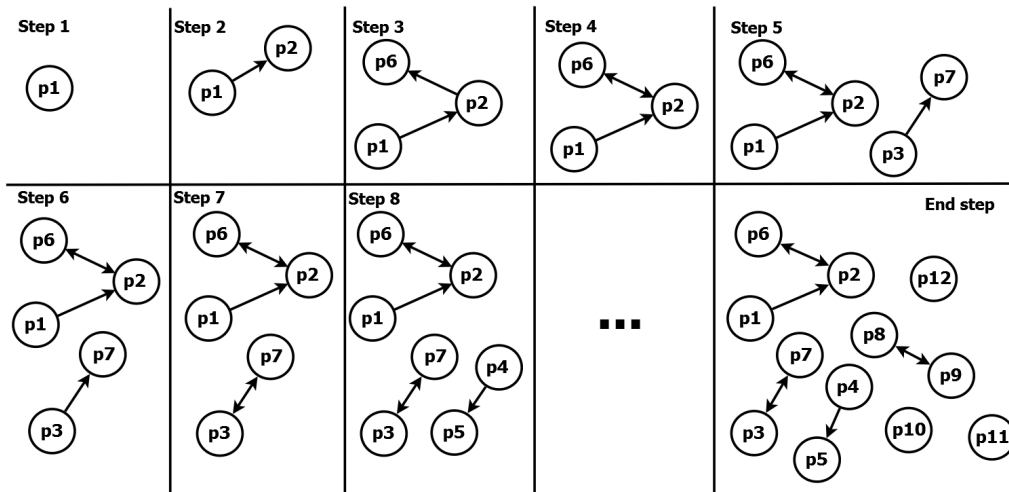 Step 1
p1
Step 2
p2
p1
Step 3
p6
p2
p1
Step 4
p6
p2
p1
Step 5
p6
p7
p2
p1
p3
Step 6
p6
p2
p1
p7
p3
Step 7
p6
p2
p1
p7
p3
Step 8
p6
p2
p1
p7
p4
p3
p5
...
End step
p6
p2
p12
p1
p8
p7
p9
p4
p3
p10
p11
p5